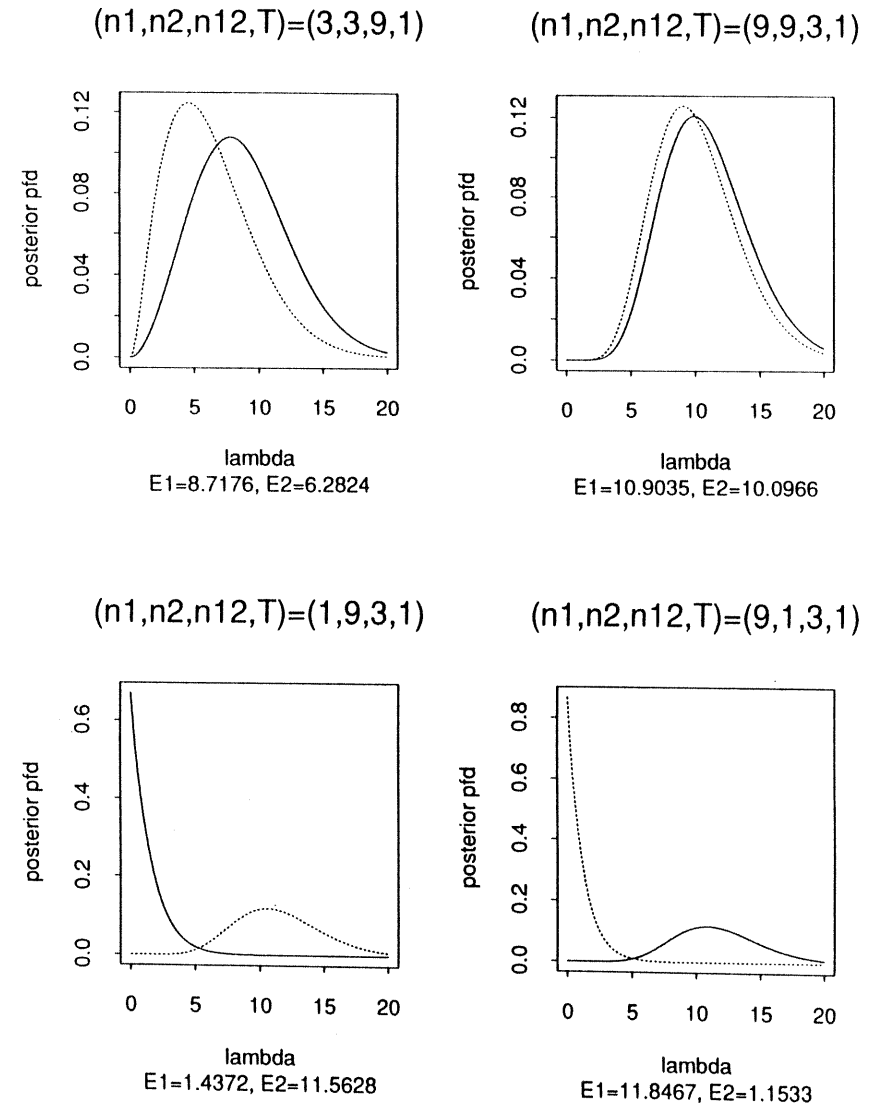 (n1,n2,n12,T)=(3,3,9,1)
posterior pfd
0.0 0.04 0.08 0.12
0 5 10 15 20
lambda
E1=8.7176, E2=6.2824
(n1,n2,n12,T)=(9,9,3,1)
posterior pfd
0.0 0.04 0.08 0.12
0 5 10 15 20
lambda
E1=10.9035, E2=10.0966
(n1,n2,n12,T)=(1,9,3,1)
posterior pfd
0.0 0.2 0.4 0.6
0 5 10 15 20
lambda
E1=1.4372, E2=11.5628
(n1,n2,n12,T)=(9,1,3,1)
posterior pfd
0.0 0.2 0.4 0.6 0.8
0 5 10 15 20
lambda
E1=11.8467, E2=1.1533